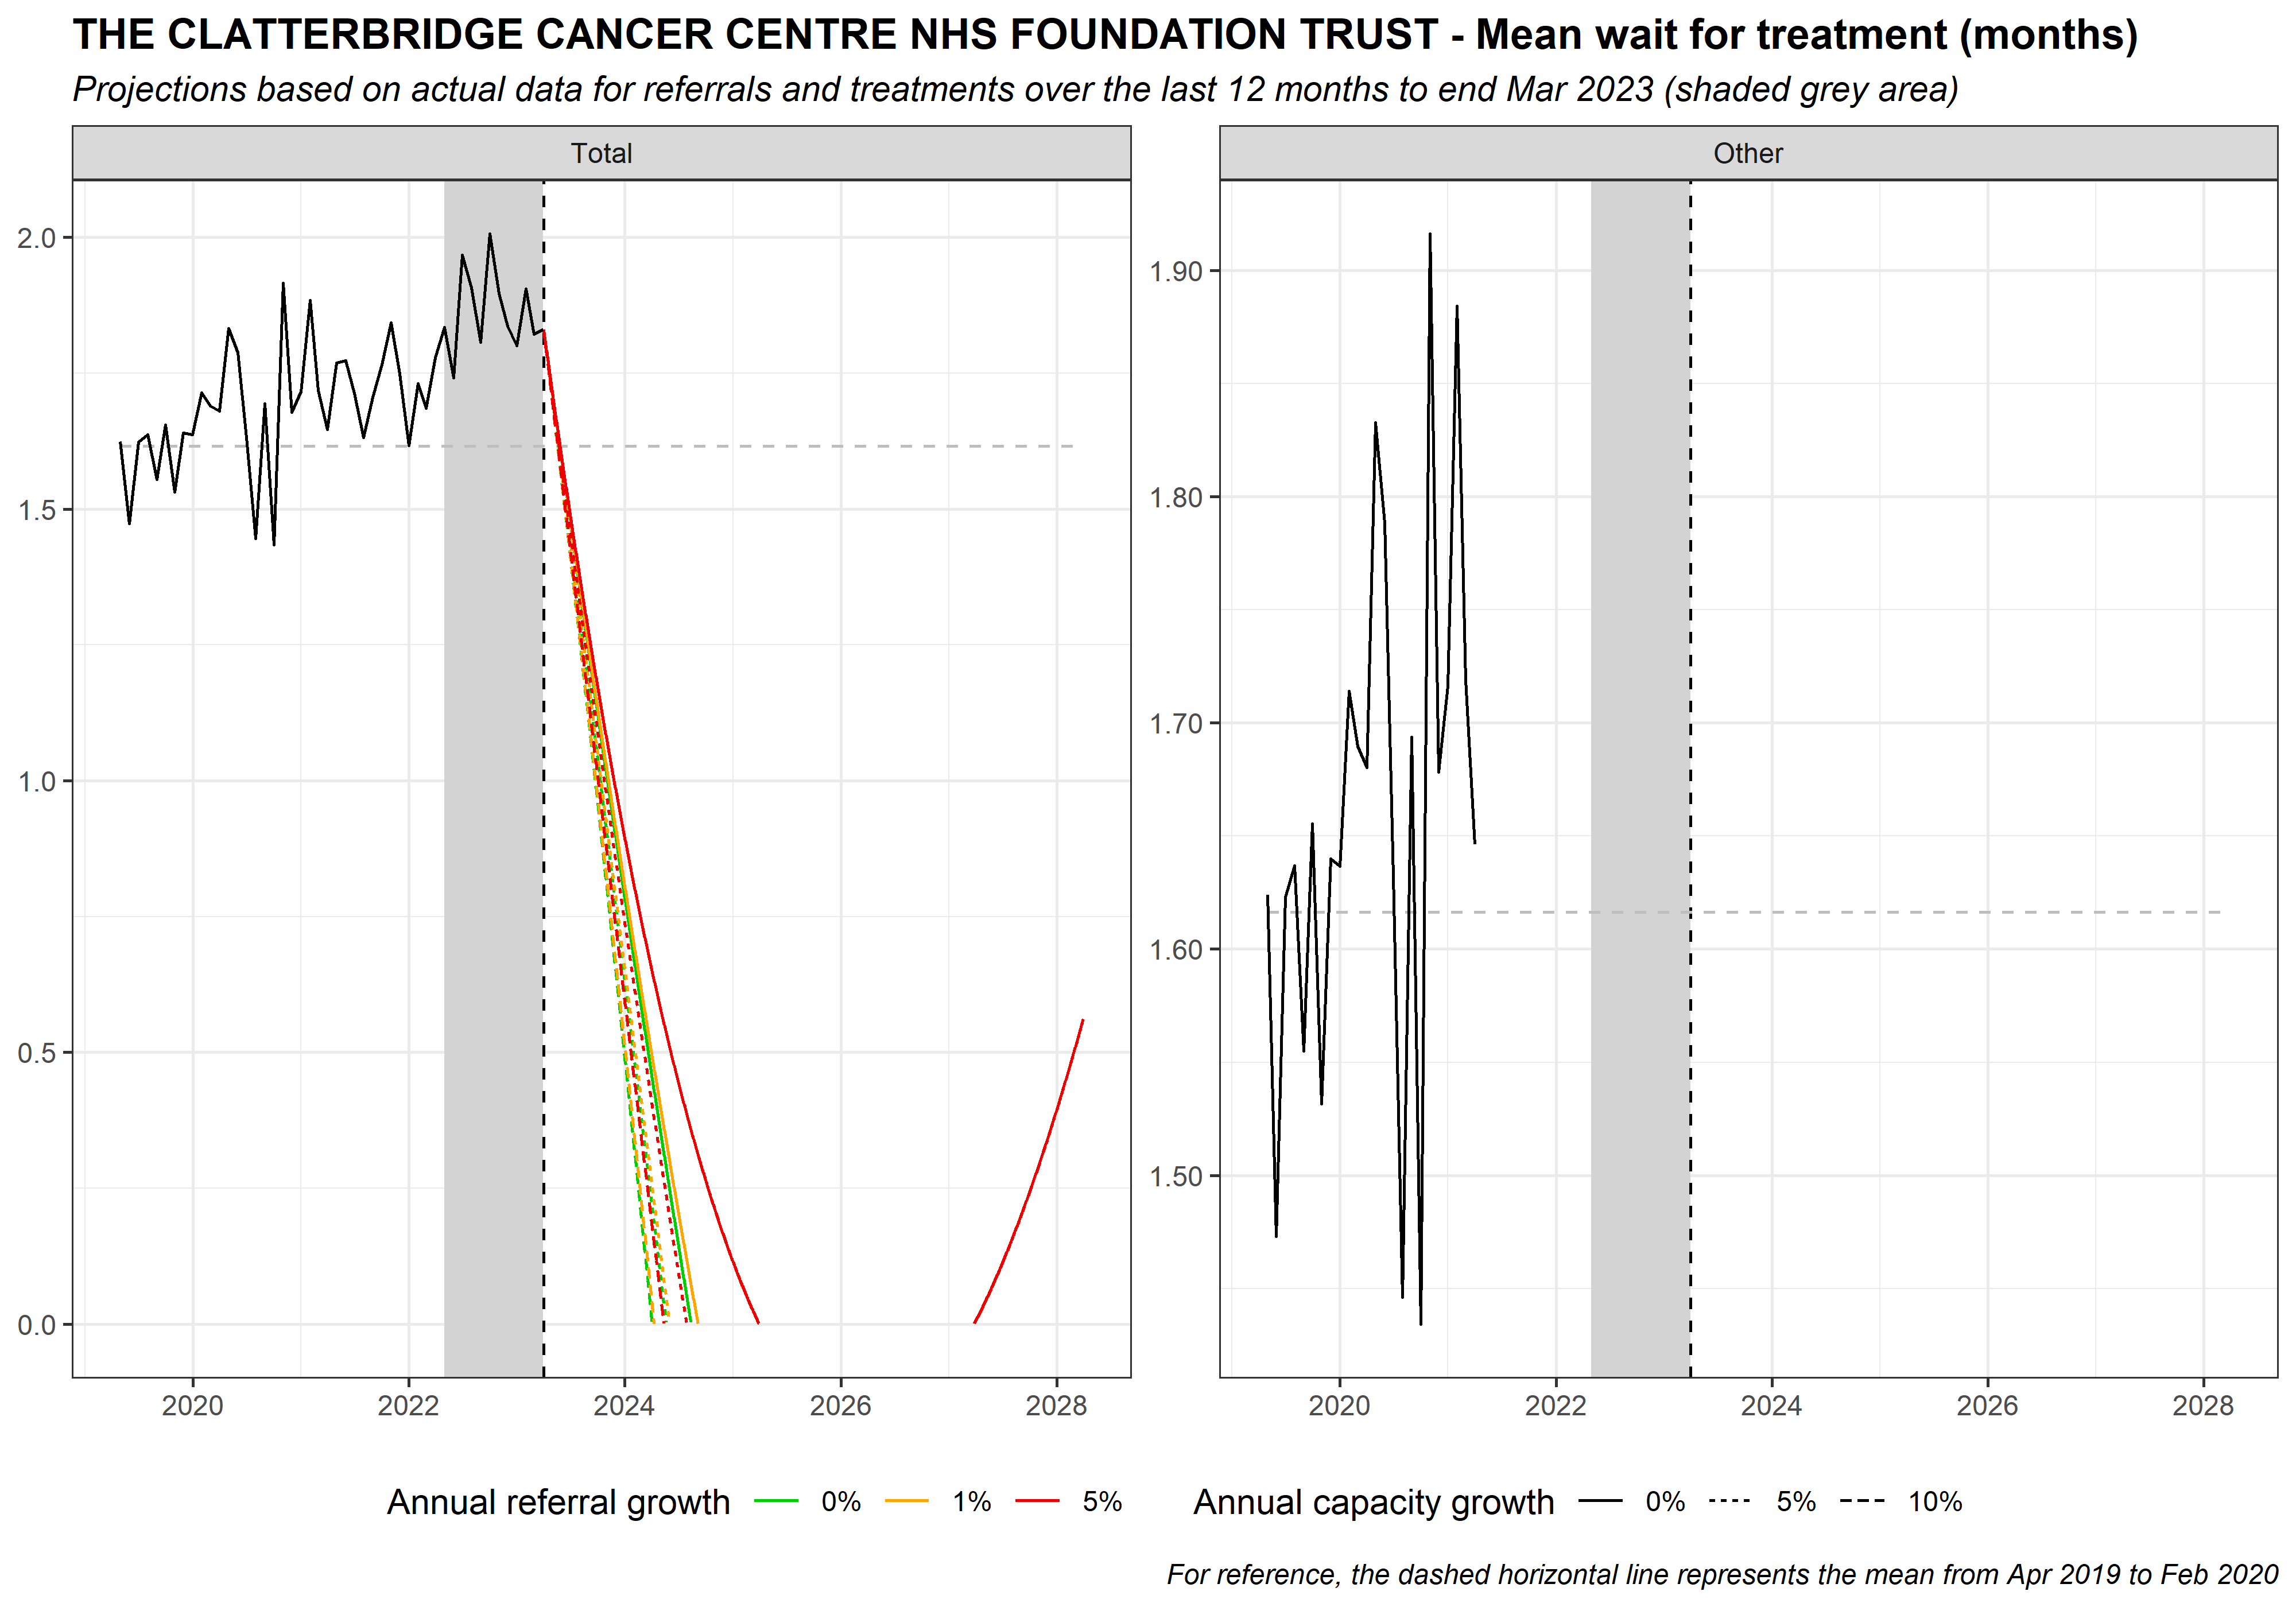 THE CLATTERBRIDGE CANCER CENTRE NHS FOUNDATION TRUST - Mean wait for treatment (months)
Projections based on actual data for referrals and treatments over the last 12 months to end Mar 2023 (shaded grey area)
Total
2.0
1.5
1.0
0.5
0.0
2020 2022 2024 2026 2028
Other
1.90
1.80
1.70
1.60
1.50
2020 2022 2024 2026 2028
Annual referral growth 0% 1% 5%
Annual capacity growth 0% 5% 10%
For reference, the dashed horizontal line represents the mean from Apr 2019 to Feb 2020